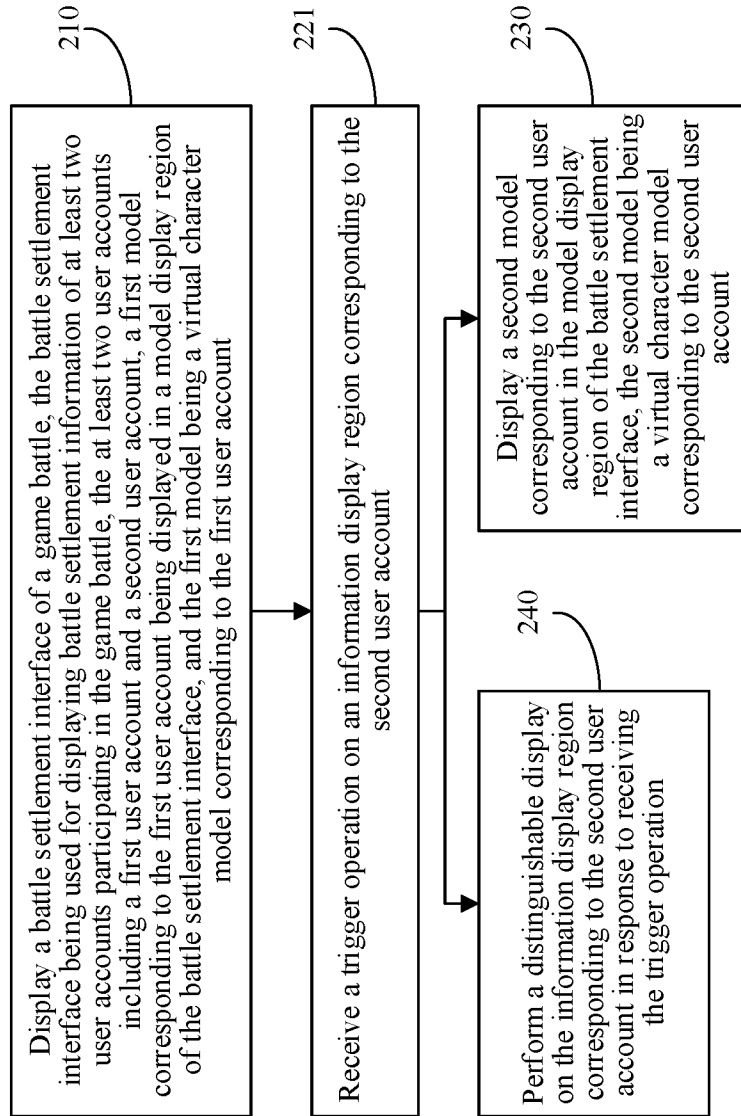 210
Display a battle settlement interface of a game battle, the battle settlement
interface being used for displaying battle settlement information of at least two
user accounts participating in the game battle, the at least two user accounts
including a first user account and a second user account, a first model
corresponding to the first user account being displayed in a model display region
of the battle settlement interface, and the first model being a virtual character
model corresponding to the first user account
221
Receive a trigger operation on an information display region corresponding to the
second user account
240
Perform a distinguishable display
on the information display region
corresponding to the second user
account in response to receiving
the trigger operation
230
Display a second model
corresponding to the second user
account in the model display
region of the battle settlement
interface, the second model being
a virtual character model
corresponding to the second user
account